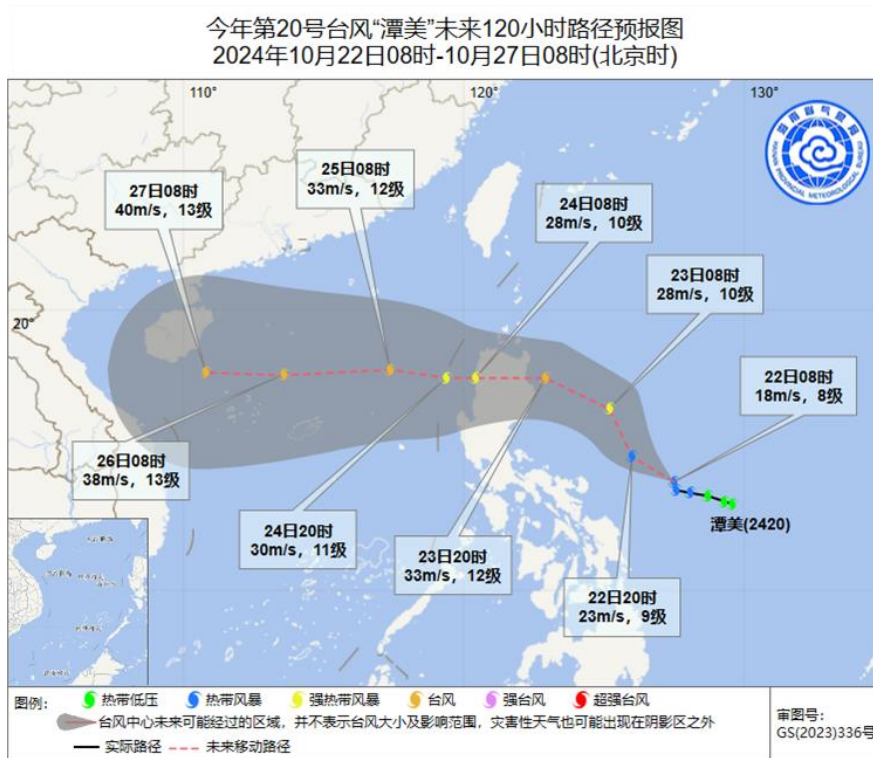 今年第20号台风“潭美”未来120小时路径预报图
2024年10月22日08时-10月27日08时(北京时)
110°
120°
130°
20°
27日08时
40m/s，13级
25日08时
33m/s，12级
24日08时
28m/s，10级
23日08时
28m/s，10级
22日08时
18m/s，8级
26日08时
38m/s，13级
24日20时
30m/s，11级
23日20时
33m/s，12级
22日20时
23m/s，9级
潭美(2420)
海南省气象局
HAINAN PROVINCIAL METEOROLOGICAL BUREAU
图例：
热带低压
热带风暴
强热带风暴
台风
强台风
超强台风
台风中心未来可能经过的区域，并不表示台风大小及影响范围，灾害性天气也可能出现在阴影区之外
实际路径
未来移动路径
审图号：
GS(2023)336号